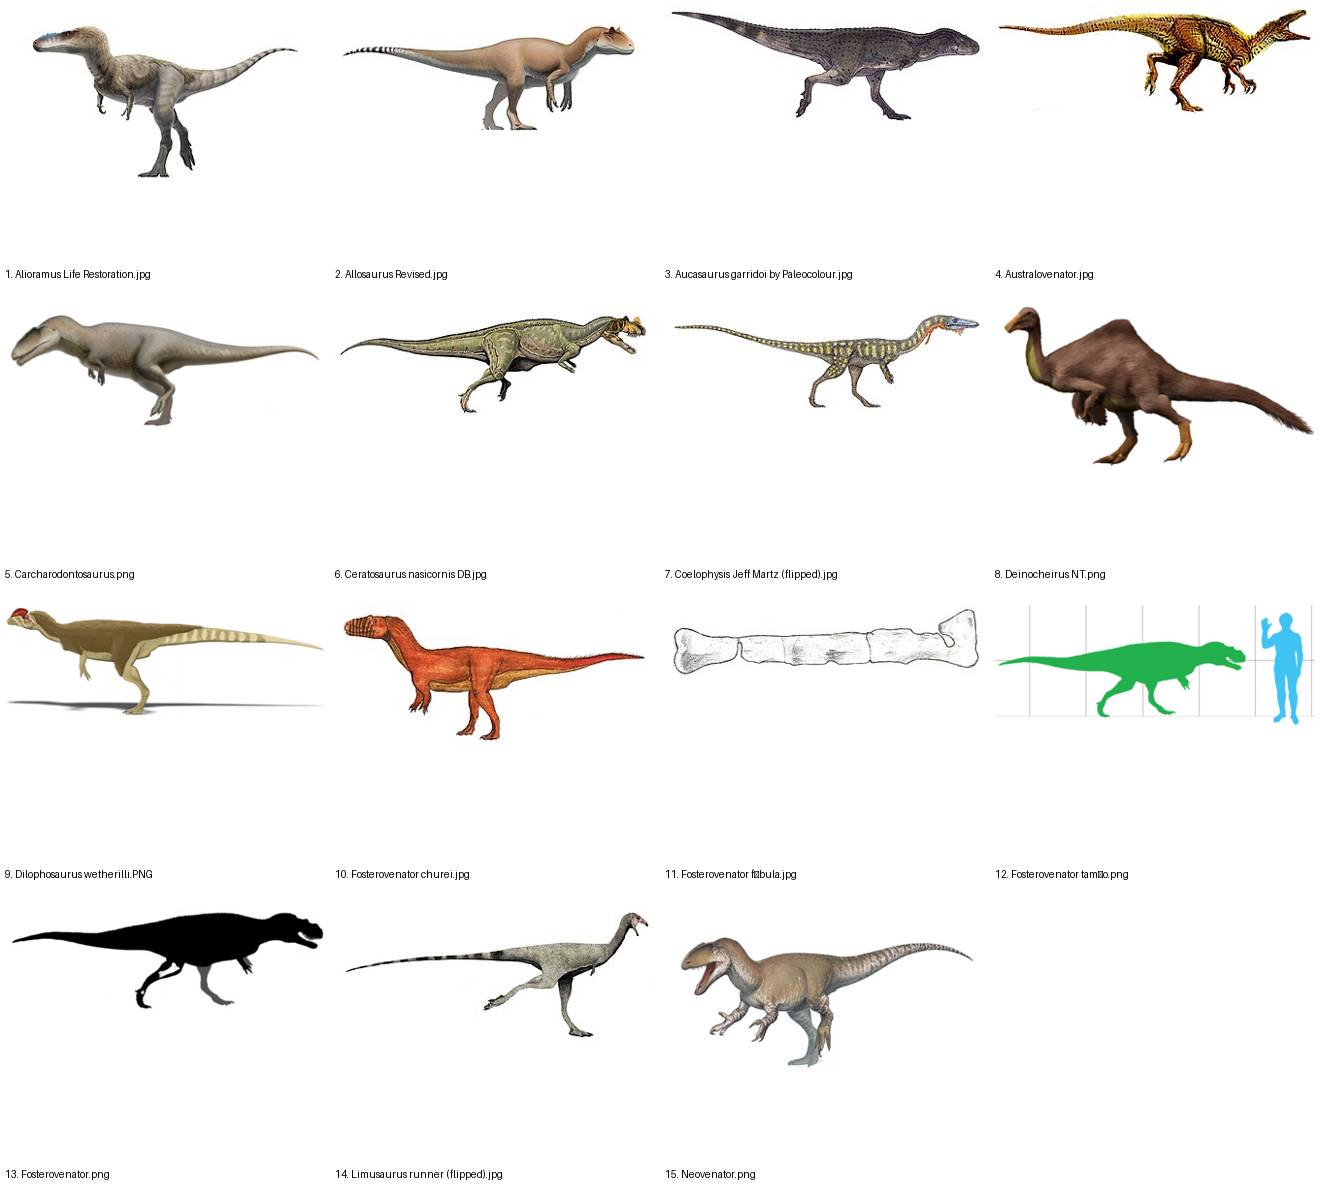 1. Alioramus Life Restoration.jpg
2. Allosaurus Revised.jpg
3. Aucasaurus garridoi by Paleocolour.jpg
4. Australovenator.jpg
5. Carcharodontosaurus.png
6. Ceratosaurus nasicornis DB.jpg
7. Coelophysis Jeff Martz (flipped).jpg
8. Deinocheirus NT.png
9. Dilophosaurus wetherilli.PNG
10. Fosterovenator churei.jpg
11. Fosterovenator f▯bula.jpg
12. Fosterovenator tam▯o.png
13. Fosterovenator.png
14. Limusaurus runner (flipped).jpg
15. Neovenator.png